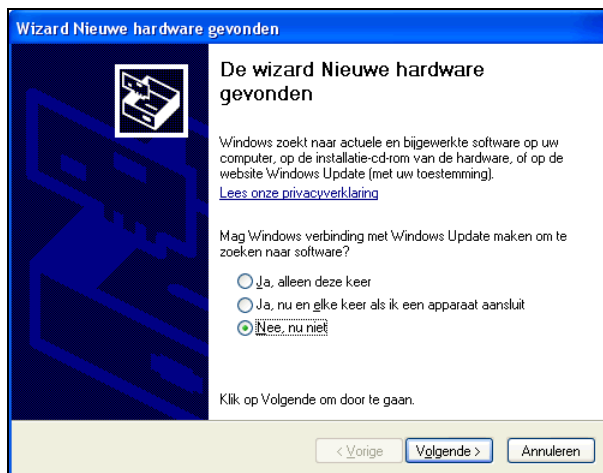 Wizard Nieuwe hardware gevonden
De wizard Nieuwe hardware
gevonden
Windows zoekt naar actuele en bijgewerkte software op uw
computer, op de installatie-cd-rom van de hardware, of op de
website Windows Update (met uw toestemming).
Lees onze privacyverklaring
Mag Windows verbinding met Windows Update maken om te
zoeken naar software?
Ja, alleen deze keer
Ja, nu en elke keer als ik een apparaat aansluit
Nee, nu niet
Klik op Volgende om door te gaan.
< Vorige
Volgende >
Annuleren